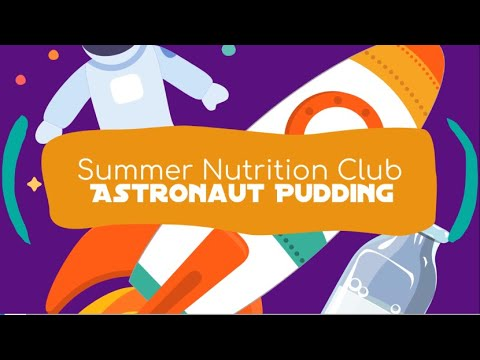 Summer Nutrition Club
ASTRONAUT PUDDING